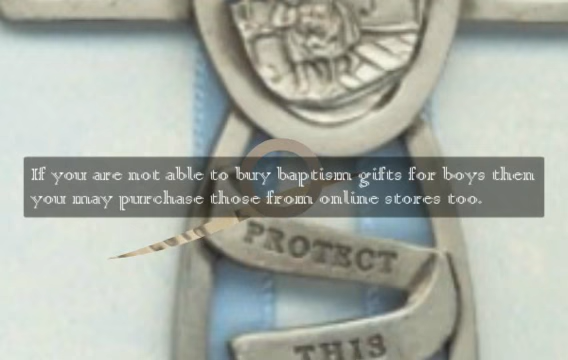 If you are not able to buy baptism gifts for boys then
you may purchase those from online stores too.
PROTECT
THIS